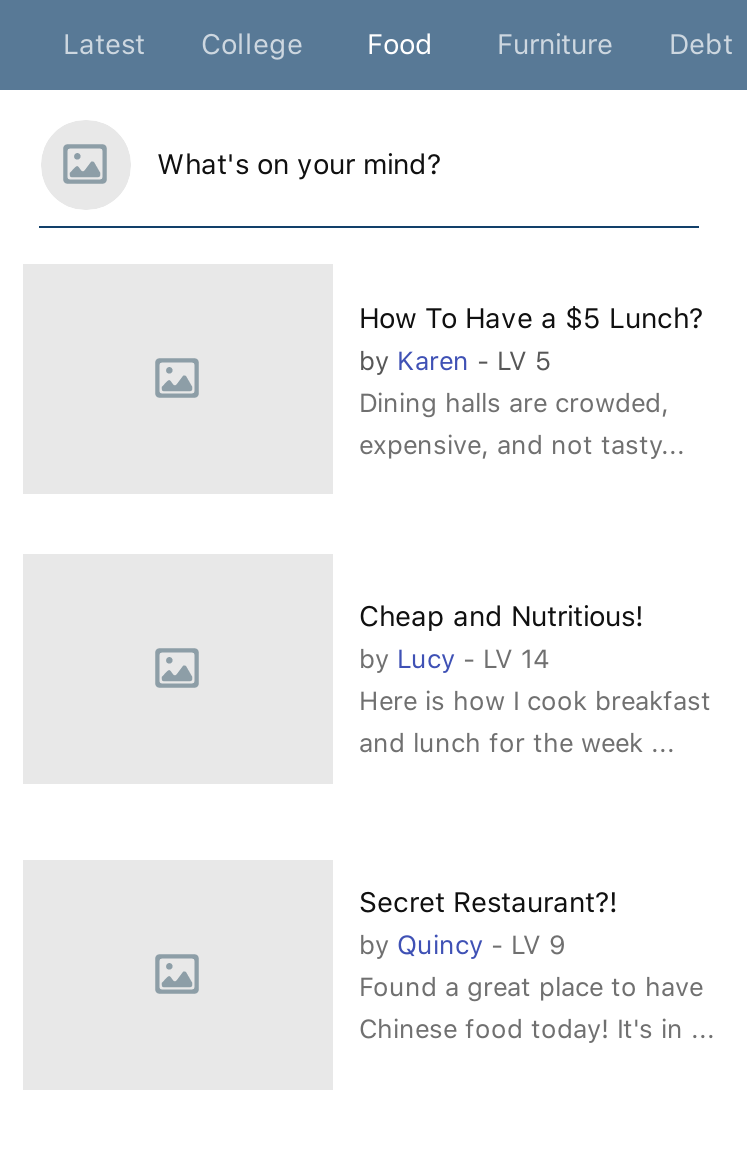 Latest College Food Furniture Debt
What's on your mind?
How To Have a $5 Lunch?
by Karen - LV 5
Dining halls are crowded,
expensive, and not tasty...
Cheap and Nutritious!
by Lucy - LV 14
Here is how I cook breakfast
and lunch for the week ...
Secret Restaurant?!
by Quincy - LV 9
Found a great place to have
Chinese food today! It's in ...